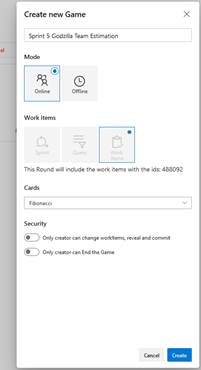 Create new Game
Sprint 5 Godzilla Team Estimation
Mode
Online
Offline
Work items
Sprint
Query
Work Items
This Round will include the work items with the ids: 488092
Cards
Fibonacci
Security
Only creator can change workitems, reveal and commit
Only creator can End the Game
Cancel
Create